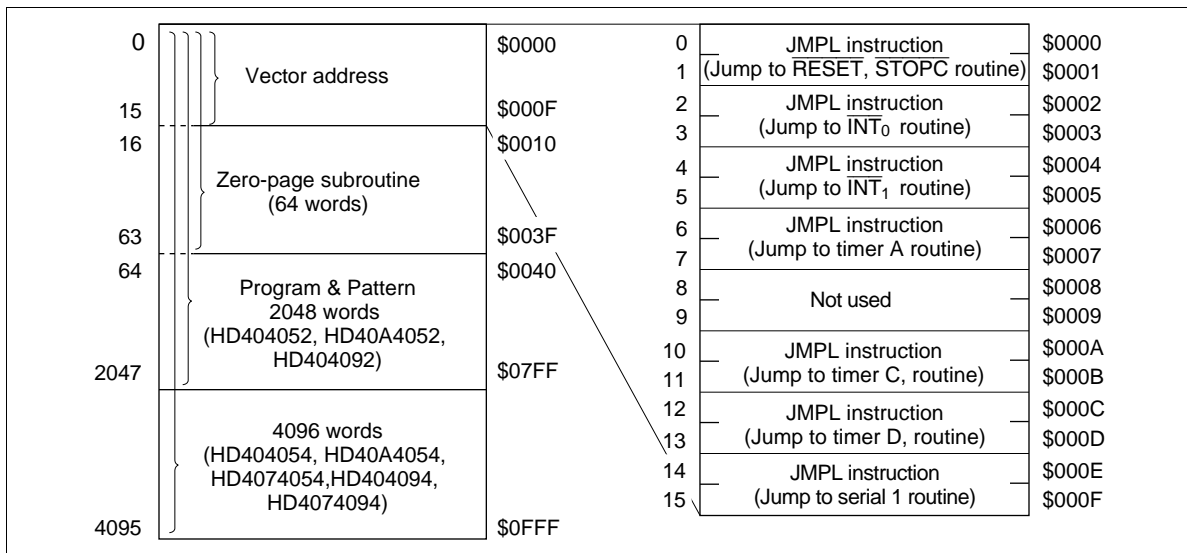 0
$0000
Vector address
15
$000F
16
$0010
Zero-page subroutine
(64 words)
63
$003F
64
$0040
Program & Pattern
2048 words
(HD404052, HD40A4052,
HD404092)
2047
$07FF
4096 words
(HD404054, HD40A4054,
HD4074054,HD404094,
HD4074094)
4095
$0FFF
0
JMPL instruction
$0000
1
(Jump to RESET, STOPC routine)
$0001
2
JMPL instruction
$0002
3
(Jump to INT0 routine)
$0003
4
JMPL instruction
$0004
5
(Jump to INT1 routine)
$0005
6
JMPL instruction
$0006
7
(Jump to timer A routine)
$0007
8
$0008
Not used
9
$0009
10
JMPL instruction
$000A
11
(Jump to timer C, routine)
$000B
12
JMPL instruction
$000C
13
(Jump to timer D, routine)
$000D
14
JMPL instruction
$000E
15
(Jump to serial 1 routine)
$000F